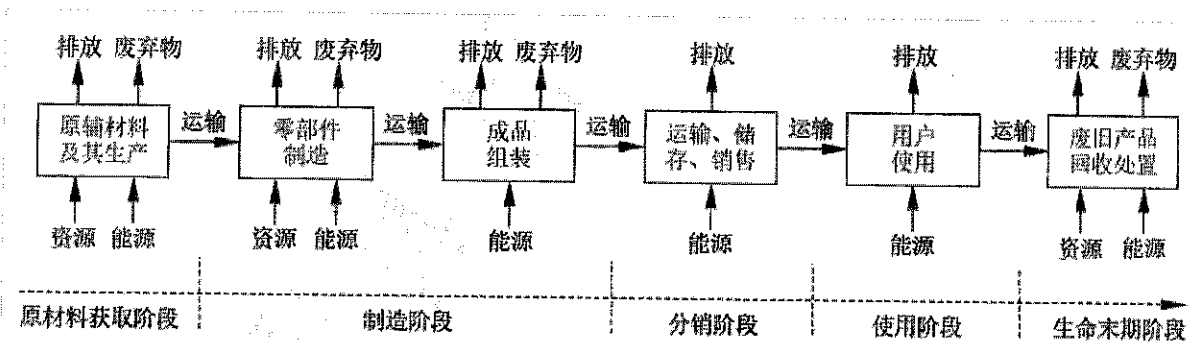 排放 废弃物 排放 废弃物 排放 废弃物 排放 排放 排放 废弃物
原辅材料
及其生产
运输
零部件
制造
运输
成品
组装
运输
运输、储
存、销售
运输
用户
使用
运输
废旧产品
回收处置
资源 能源 资源 能源 能源 能源 能源 资源 能源
原材料获取阶段 制造阶段 分销阶段 使用阶段 生命末期阶段